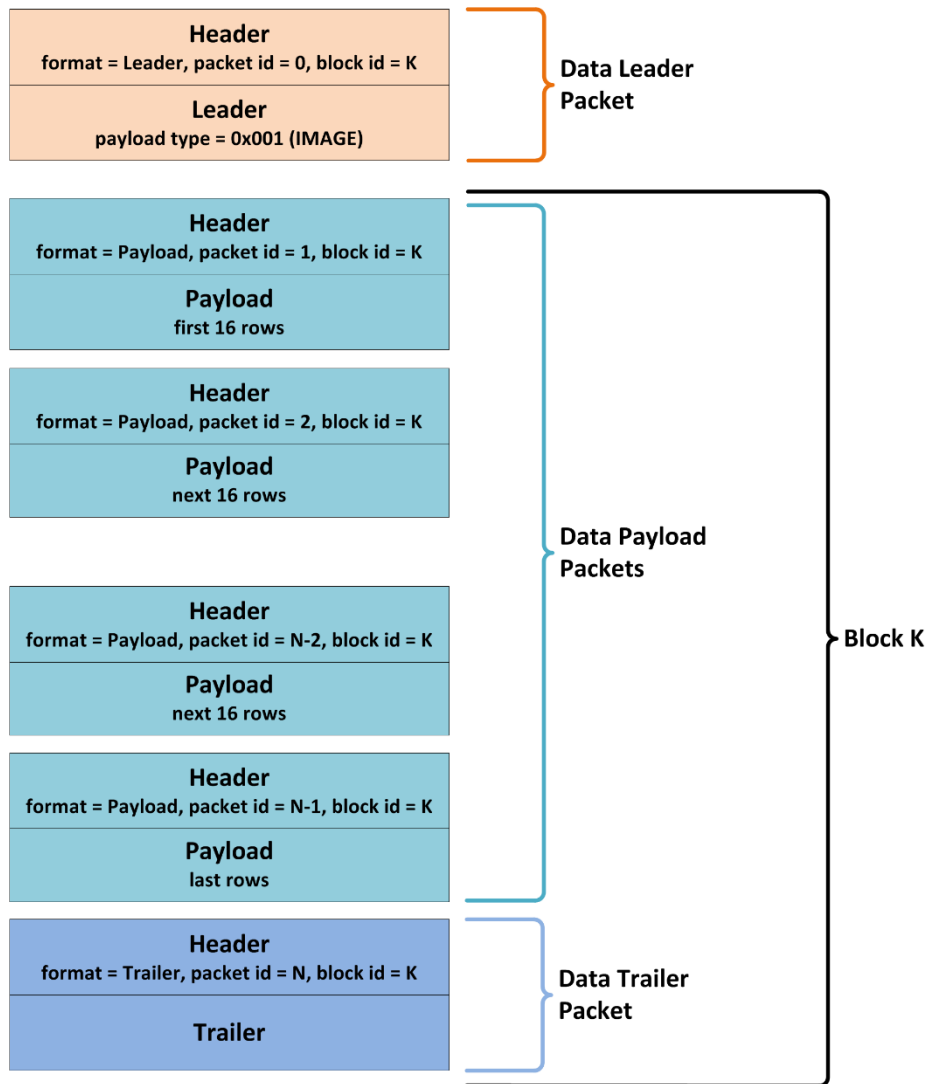 Header
format = Leader, packet id = 0, block id = K
Leader
payload type = 0x001 (IMAGE)
Data Leader
Packet
Header
format = Payload, packet id = 1, block id = K
Payload
first 16 rows
Header
format = Payload, packet id = 2, block id = K
Payload
next 16 rows
Data Payload
Packets
Header
format = Payload, packet id = N-2, block id = K
Payload
next 16 rows
Block K
Header
format = Payload, packet id = N-1, block id = K
Payload
last rows
Header
format = Trailer, packet id = N, block id = K
Trailer
Data Trailer
Packet